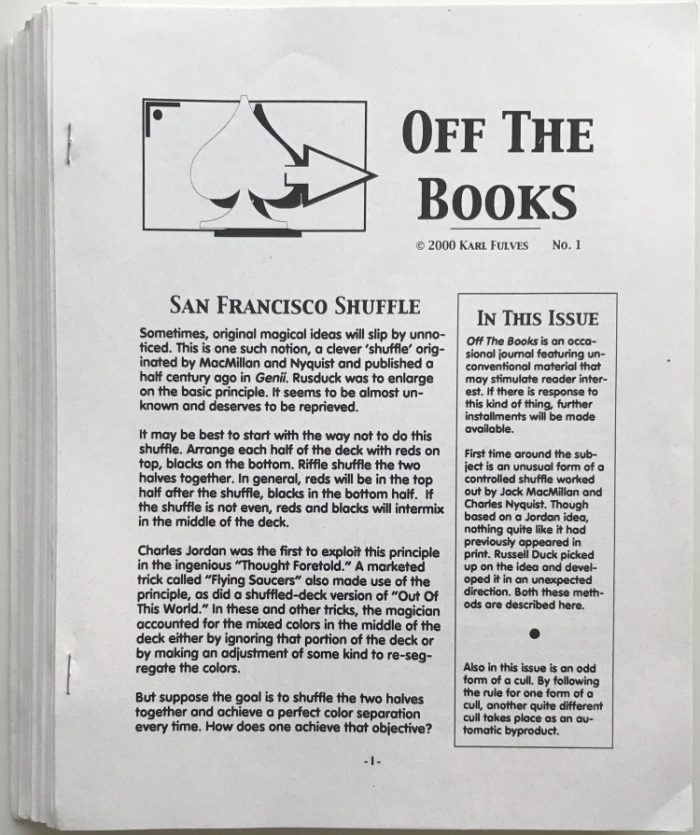 OFF THE
BOOKS
© 2000 KARL FULVES No. 1
SAN FRANCISCO SHUFFLE
Sometimes, original magical ideas will slip by unno-
ticed. This is one such notion, a clever 'shuffle' orig-
inated by MacMillan and Nyquist and published a
half century ago in Genii. Rusduck was to enlarge
on the basic principle. It seems to be almost un-
known and deserves to be reprieved.
It may be best to start with the way not to do this
shuffle. Arrange each half of the deck with reds on
top, blacks on the bottom. Riffle shuffle the two
halves together. In general, reds will be in the top
half after the shuffle, blacks in the bottom half. If
the shuffle is not even, reds and blacks will intermix
in the middle of the deck.
Charles Jordan was the first to exploit this principle
in the ingenious "Thought Foretold." A marketed
trick called "Flying Saucers" also made use of the
principle, as did a shuffled-deck version of "Out Of
This World." In these and other tricks, the magician
accounted for the mixed colors in the middle of the
deck either by ignoring that portion of the deck or
by making an adjustment of some kind to re-seg-
regate the colors.
But suppose the goal is to shuffle the two halves
together and achieve a perfect color separation
every time. How does one achieve that objective?
IN THIS ISSUE
Off The Books is an occa-
sional journal featuring un-
conventional material that
may stimulate reader inter-
est. If there is response to
this kind of thing, further
installments will be made
available.
First time around the sub-
ject is an unusual form of a
controlled shuffle worked
out by Jack MacMillan and
Charles Nyquist. Though
based on a Jordan idea,
nothing quite like it had
previously appeared in
print. Russell Duck picked
up on the idea and devel-
oped it in an unexpected
direction. Both these meth-
ods are described here.
Also in this issue is an odd
form of a cull. By following
the rule for one form of a
cull, another quite different
cull takes place as an au-
tomatic byproduct.
-1-